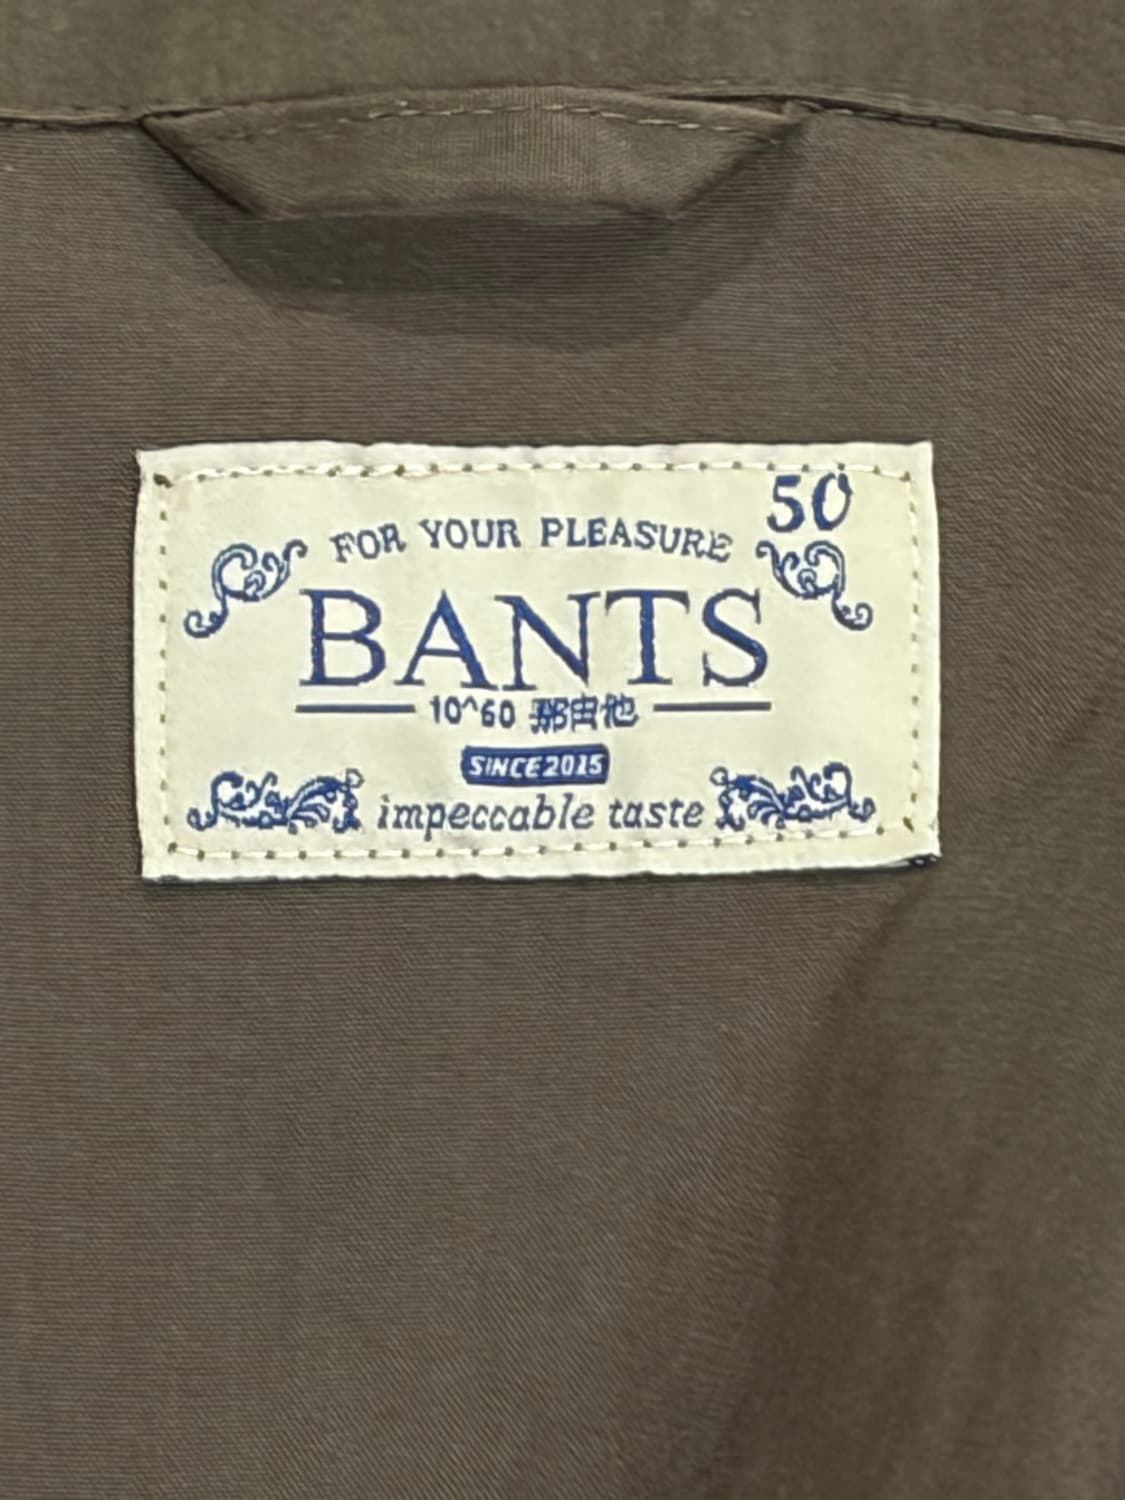 50
FOR YOUR PLEASURE
BANTS
10^60 那由他
SINCE 2015
impeccable taste